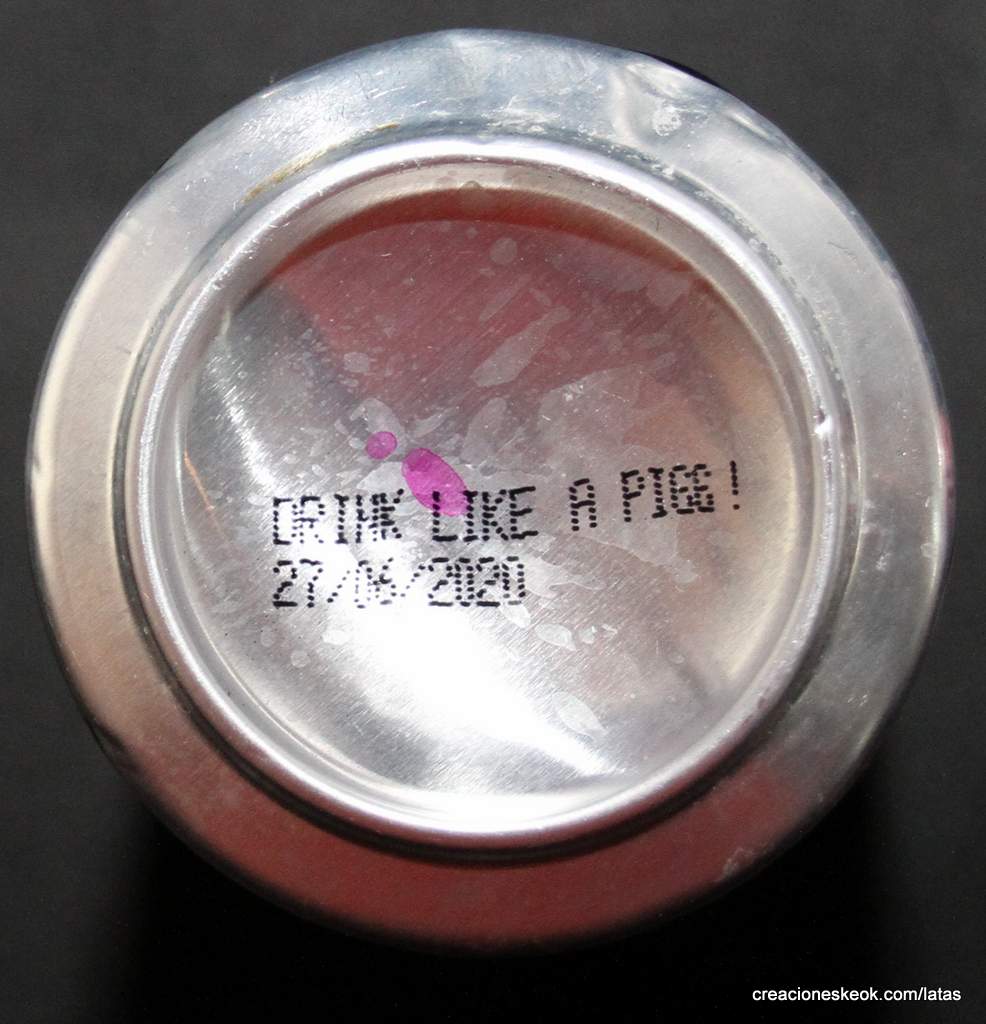 DRINK LIKE A PIGG!
27/06/2020
creacioneskeok.com/latas